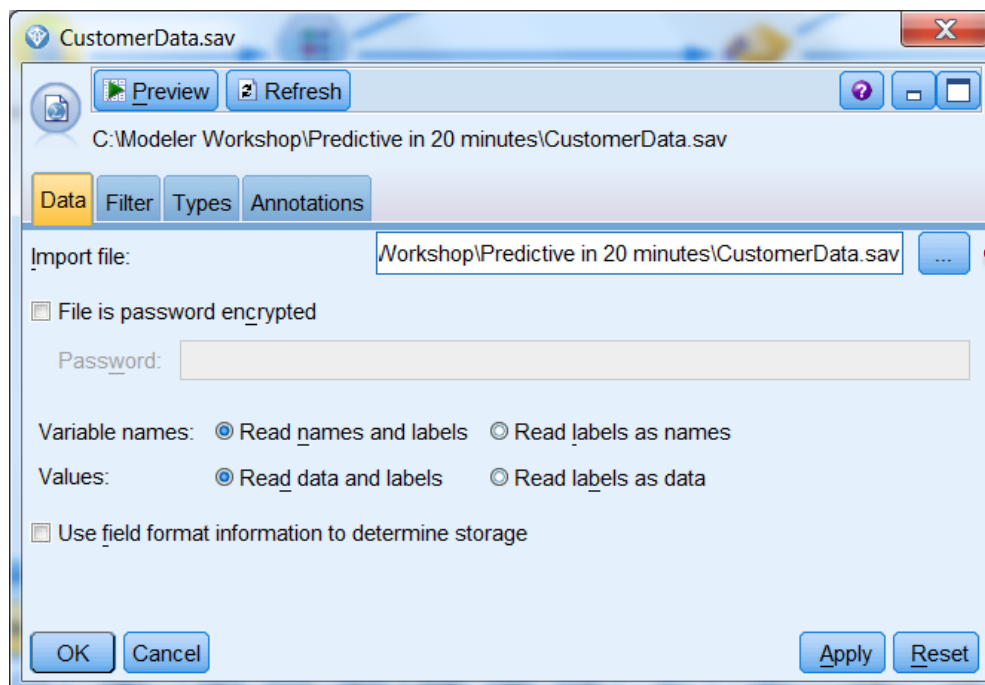 CustomerData.sav
X
Preview Refresh ?
C:\Modeler Workshop\Predictive in 20 minutes\CustomerData.sav
Data Filter Types Annotations
Import file: Workshop\Predictive in 20 minutes\CustomerData.sav ...
File is password encrypted
Password:
Variable names: Read names and labels Read labels as names
Values: Read data and labels Read labels as data
Use field format information to determine storage
OK Cancel Apply Reset